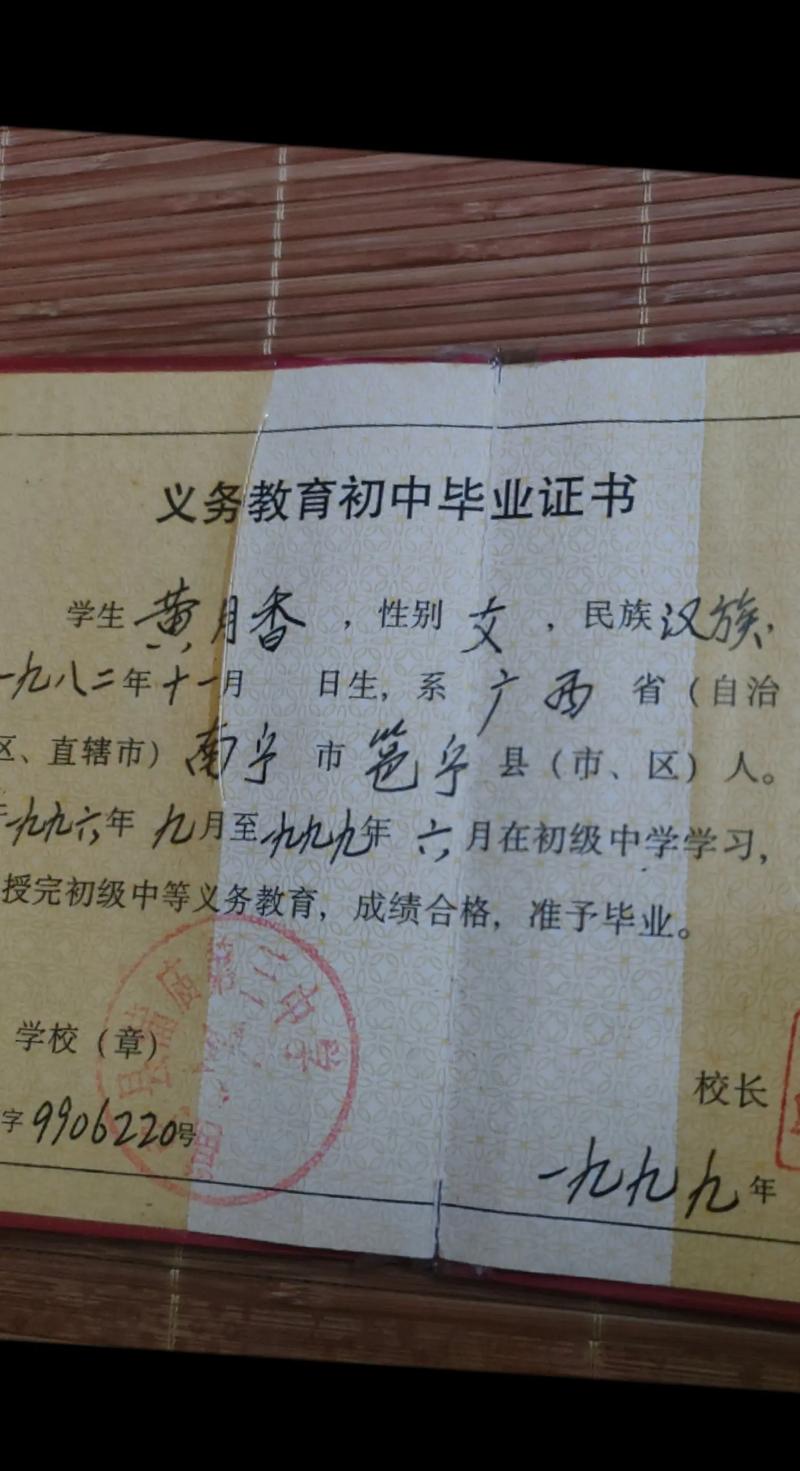 义务教育初中毕业证书
学生 黄月香 ，性别 女 ，民族 汉族，
一九八二年十一月 日生，系 广西 省（自治
区、直辖市）南宁 市 邕宁 县（市、区）人。
一九九六年 九月至一九九九年 六月在初级中学学习，
授完初级中等义务教育，成绩合格，准予毕业。
学校（章）
校长
字9906220号
一九九九年